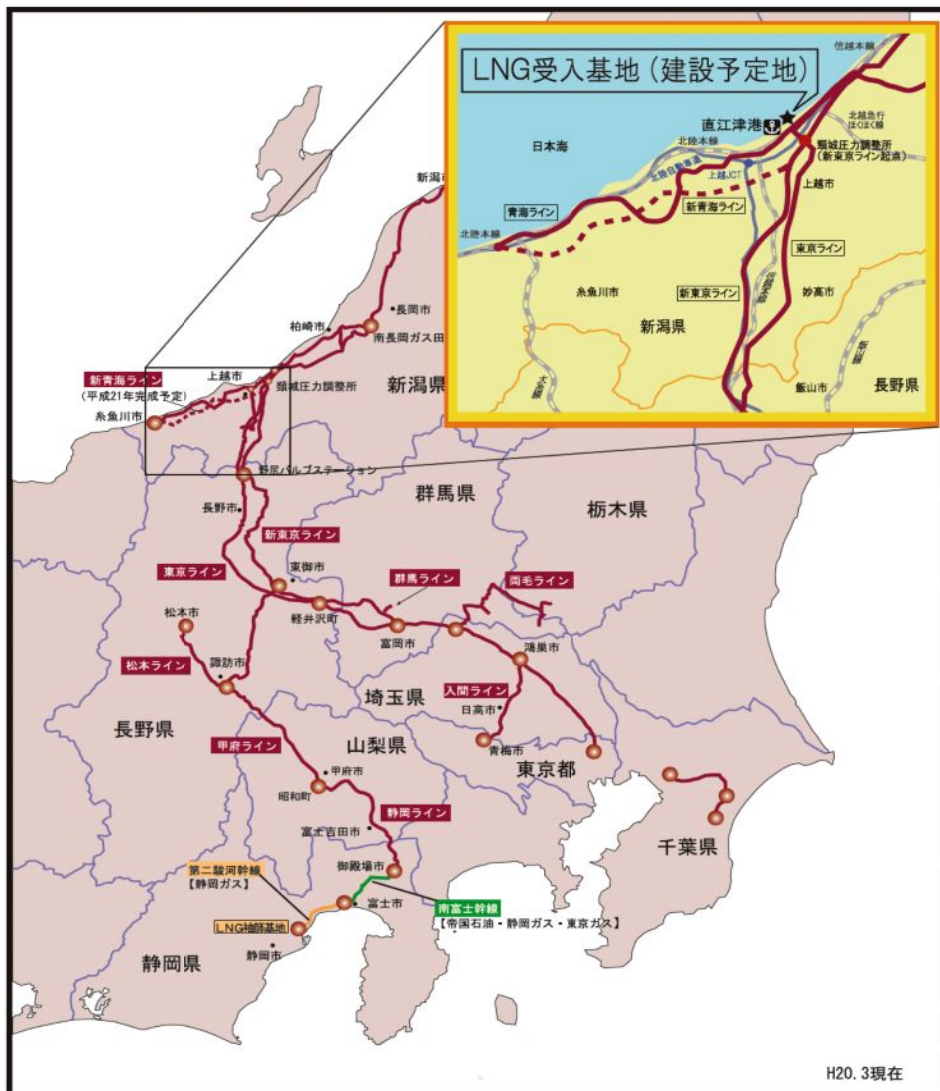 LNG受入基地(建設予定地)
信越本線
直江津港
北越急行
ほくほく線
日本海
北陸本線
北陸自動車道
頸城圧力調整所
(新東京ライン起点)
上越JCT
上越市
青海ライン
新青海ライン
北陸本線
東京ライン
糸魚川市
新東京ライン
信越本線
妙高市
新潟県
大糸線
飯山線
飯山市
長野県
新潟市
長岡市
柏崎市
南長岡ガス田
新青海ライン
(平成21年完成予定)
上越市
頸城圧力調整所
新潟県
糸魚川市
野尻バルブステーション
群馬県
長野市
栃木県
新東京ライン
東京ライン
東御市
群馬ライン
両毛ライン
松本市
軽井沢町
富岡市
鴻巣市
松本ライン
諏訪市
埼玉県
入間ライン
日高市
長野県
甲府ライン
山梨県
青梅市
東京都
甲府市
昭和町
静岡ライン
千葉県
富士吉田市
第二駿河幹線
【静岡ガス】
御殿場市
富士市
南富士幹線
【帝国石油・静岡ガス・東京ガス】
LNG袖師基地
静岡市
静岡県
H20.3現在